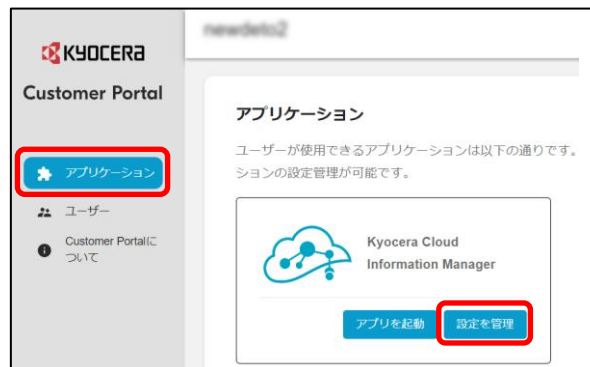 KYOCERA
Customer Portal
アプリケーション
ユーザー
Customer Portalに
ついて
アプリケーション
ユーザーが使用できるアプリケーションは以下の通りです。
ションの設定管理が可能です。
Kyocera Cloud
Information Manager
アプリを起動
設定を管理